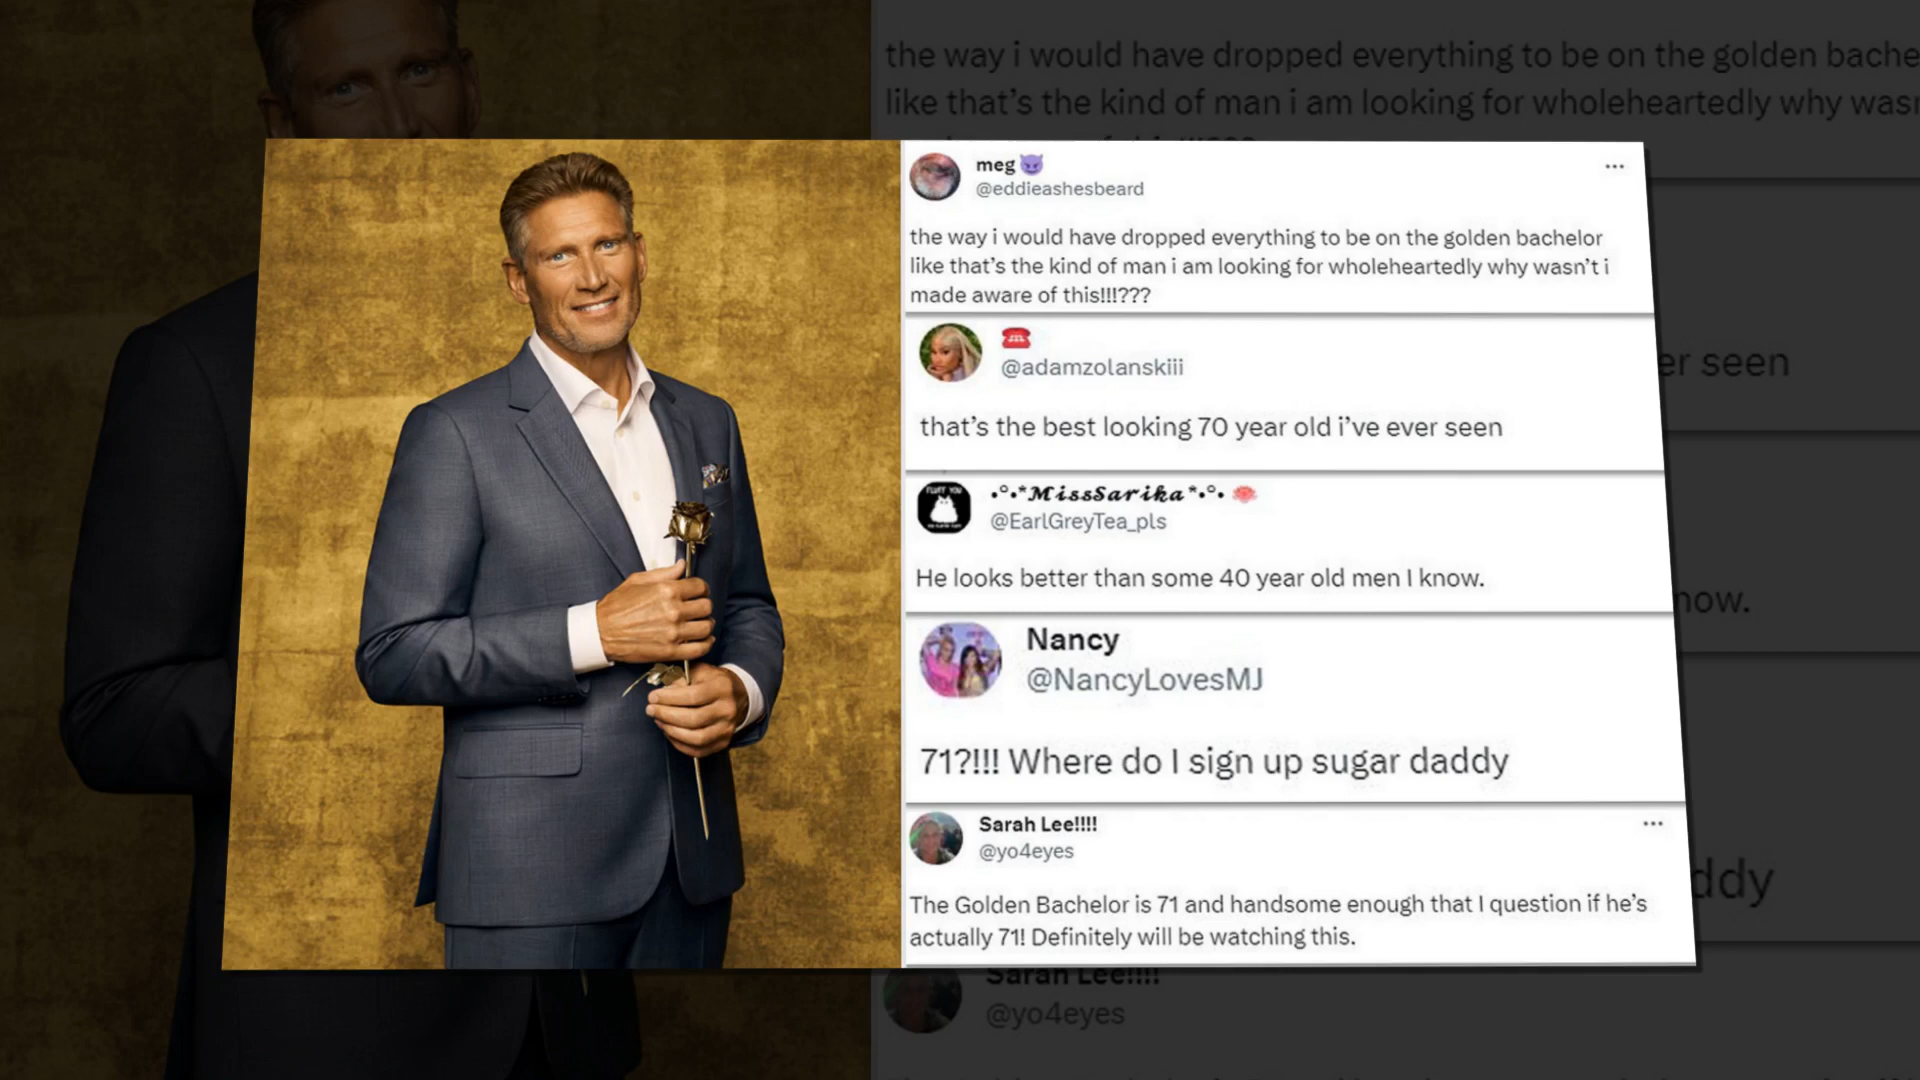 the way i would have dropped everything to be on the golden bache
like that's the kind of man i am looking for wholeheartedly why wasn
meg 😈
@eddieashesbeard
the way i would have dropped everything to be on the golden bachelor
like that's the kind of man i am looking for wholeheartedly why wasn't i
made aware of this!!!???
☎️
@adamzolanskiii
that's the best looking 70 year old i've ever seen
er seen
FLUFF YOU
•°•*𝓜𝓲𝓼𝓼𝓢𝓪𝓻𝓲𝓴𝓪*•°• 🪷
@EarlGreyTea_pls
He looks better than some 40 year old men I know.
now.
Nancy
@NancyLovesMJ
71?!!! Where do I sign up sugar daddy
ddy
Sarah Lee!!!!
@yo4eyes
The Golden Bachelor is 71 and handsome enough that I question if he's
actually 71! Definitely will be watching this.
Sarah Lee!!!!
@yo4eyes